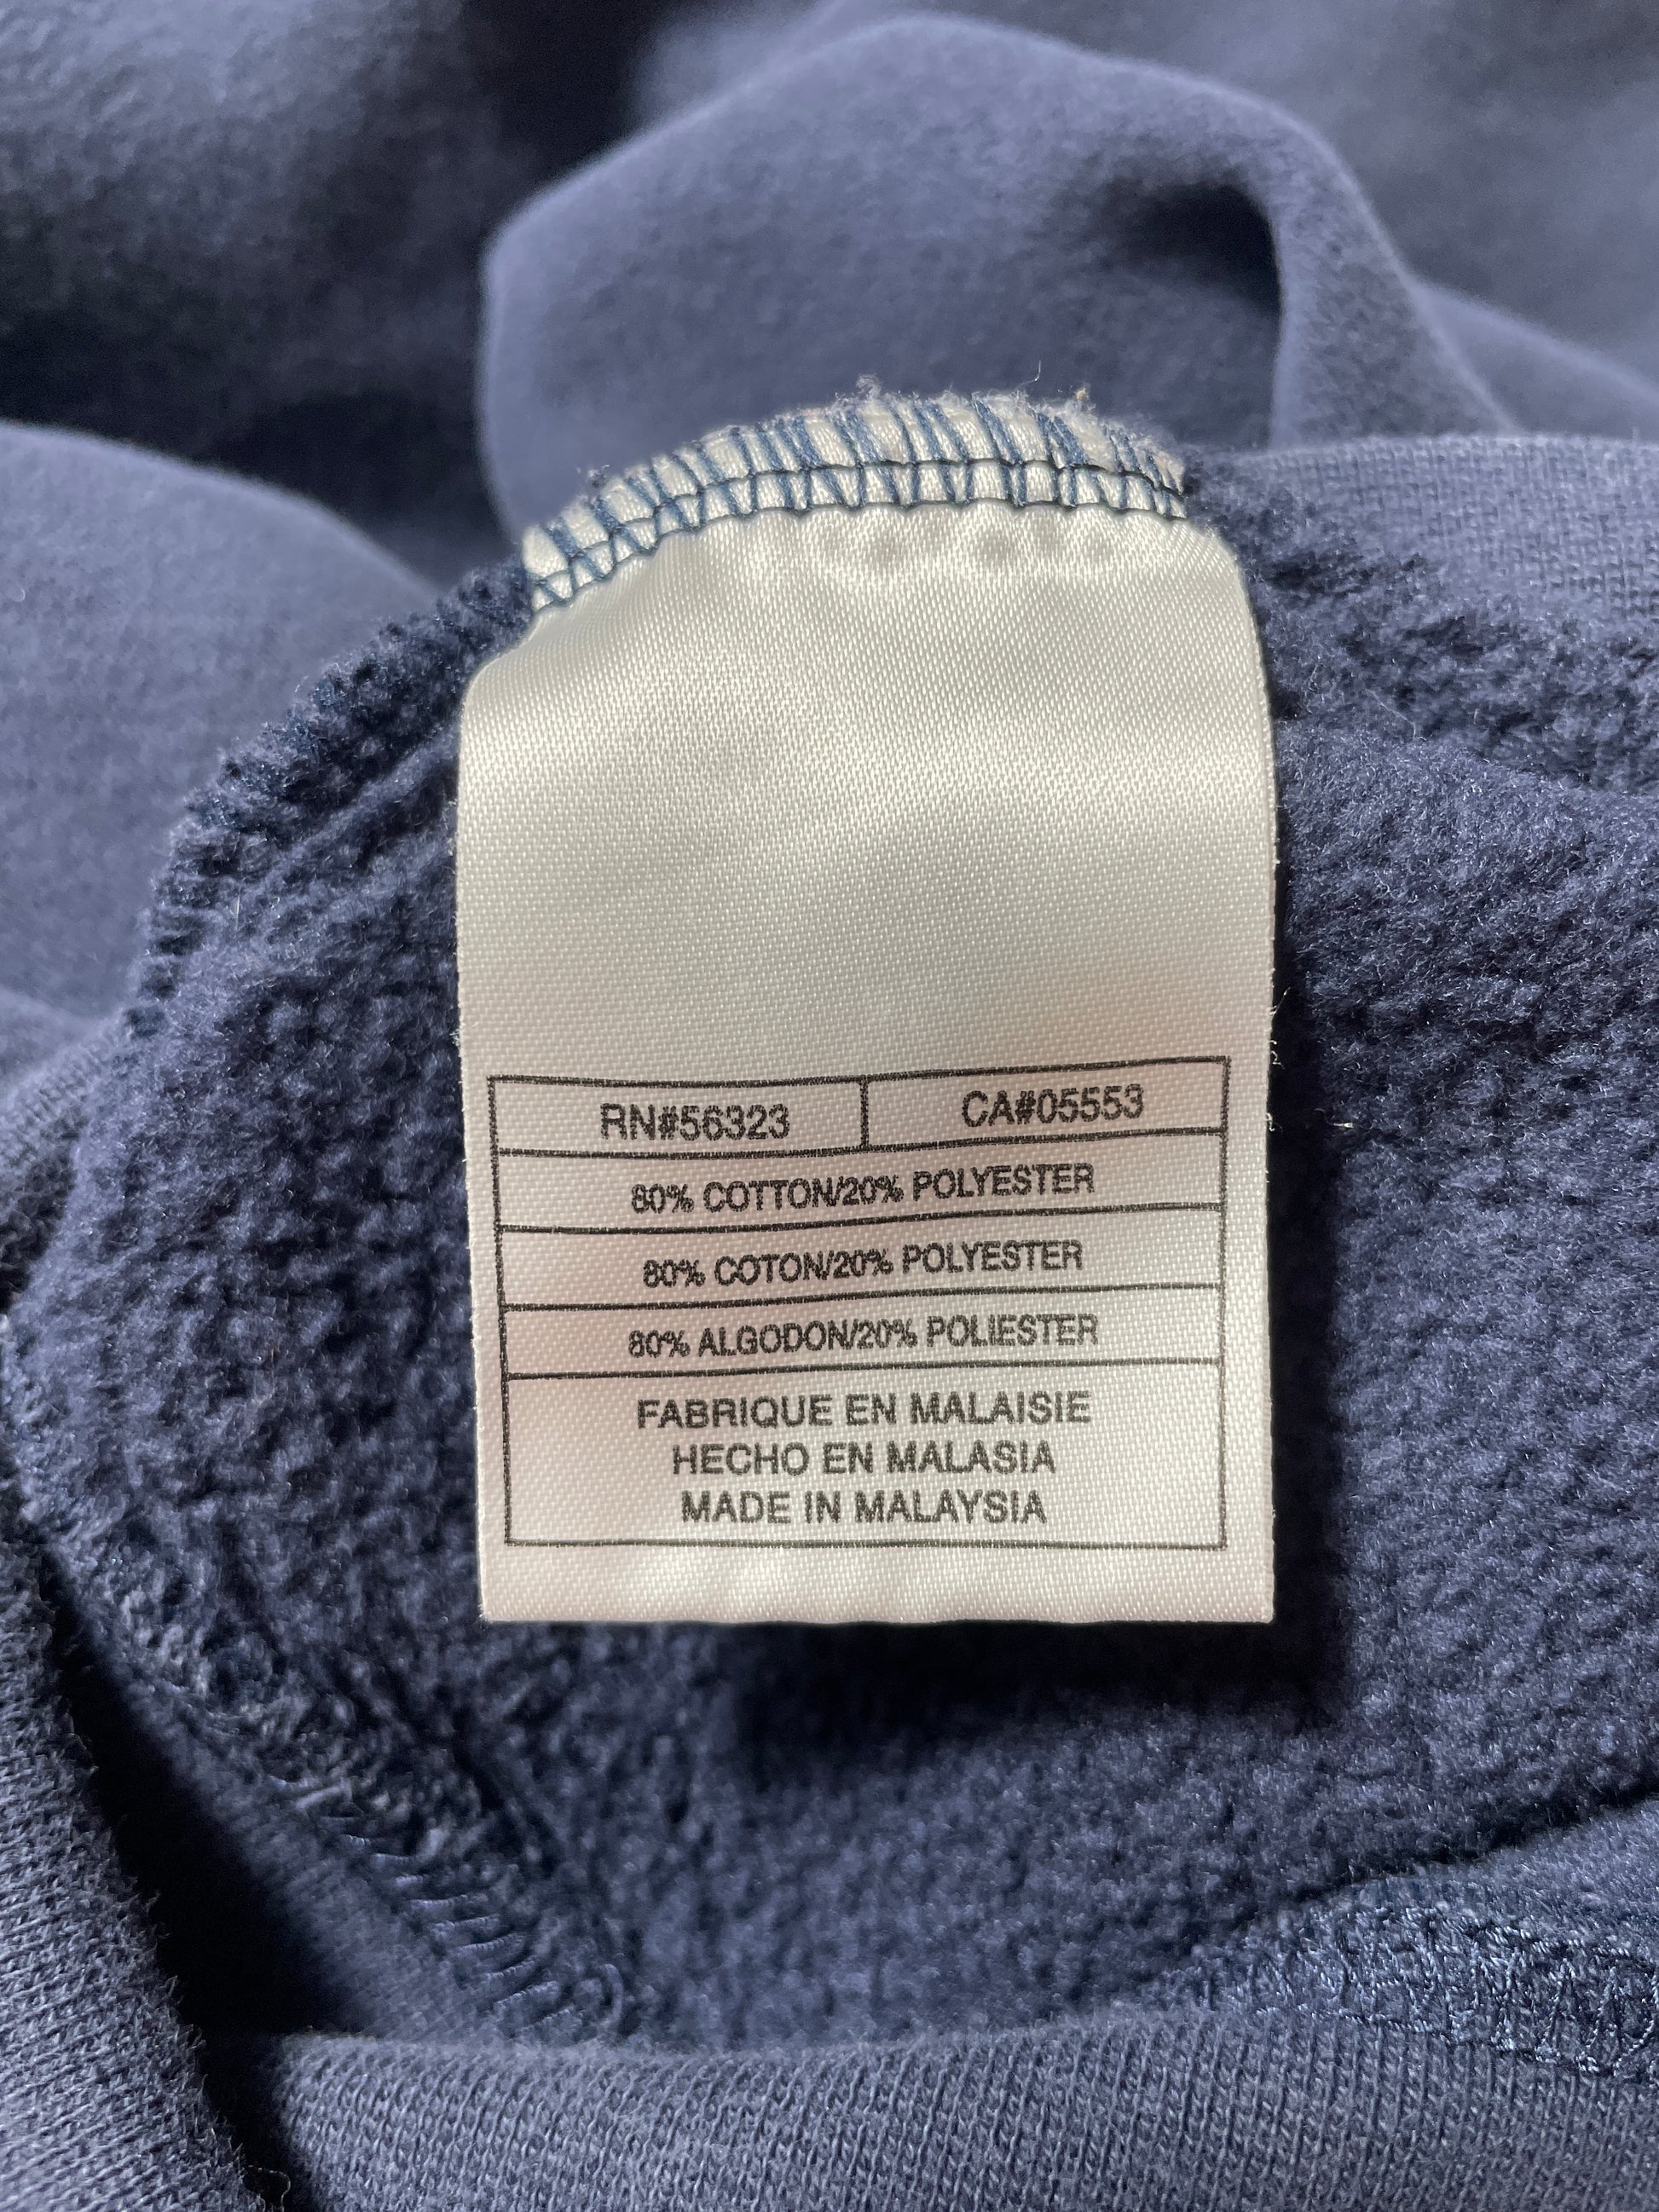 RN#56323 CA#05553
80% COTTON/20% POLYESTER
80% COTON/20% POLYESTER
80% ALGODON/20% POLIESTER
FABRIQUE EN MALAISIE
HECHO EN MALASIA
MADE IN MALAYSIA